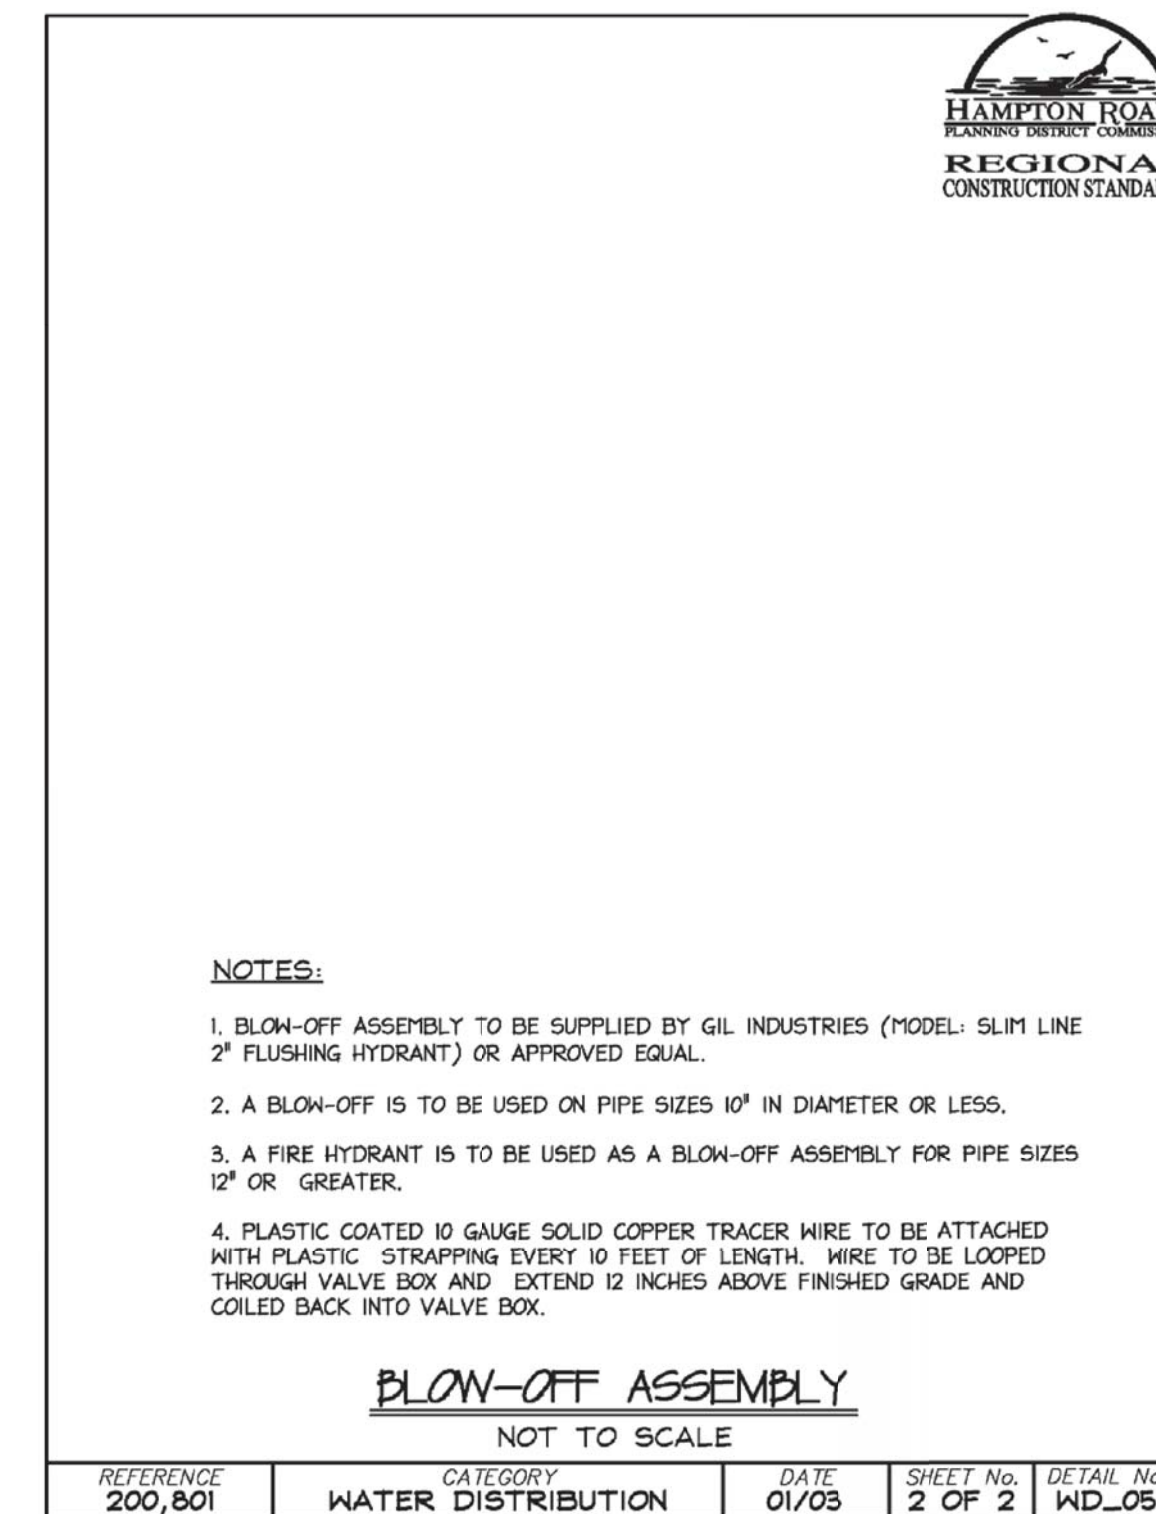 HAMPTON ROA
PLANNING DISTRICT COMMIS
REGIONA
CONSTRUCTION STANDA
NOTES:
1. BLOW-OFF ASSEMBLY TO BE SUPPLIED BY GIL INDUSTRIES (MODEL: SLIM LINE
2" FLUSHING HYDRANT) OR APPROVED EQUAL.
2. A BLOW-OFF IS TO BE USED ON PIPE SIZES 10" IN DIAMETER OR LESS.
3. A FIRE HYDRANT IS TO BE USED AS A BLOW-OFF ASSEMBLY FOR PIPE SIZES
12" OR GREATER.
4. PLASTIC COATED 10 GAUGE SOLID COPPER TRACER WIRE TO BE ATTACHED
WITH PLASTIC STRAPPING EVERY 10 FEET OF LENGTH. WIRE TO BE LOOPED
THROUGH VALVE BOX AND EXTEND 12 INCHES ABOVE FINISHED GRADE AND
COILED BACK INTO VALVE BOX.
BLOW-OFF ASSEMBLY
NOT TO SCALE
REFERENCE CATEGORY DATE SHEET No. DETAIL No
200,801 WATER DISTRIBUTION 01/03 2 OF 2 WD_05